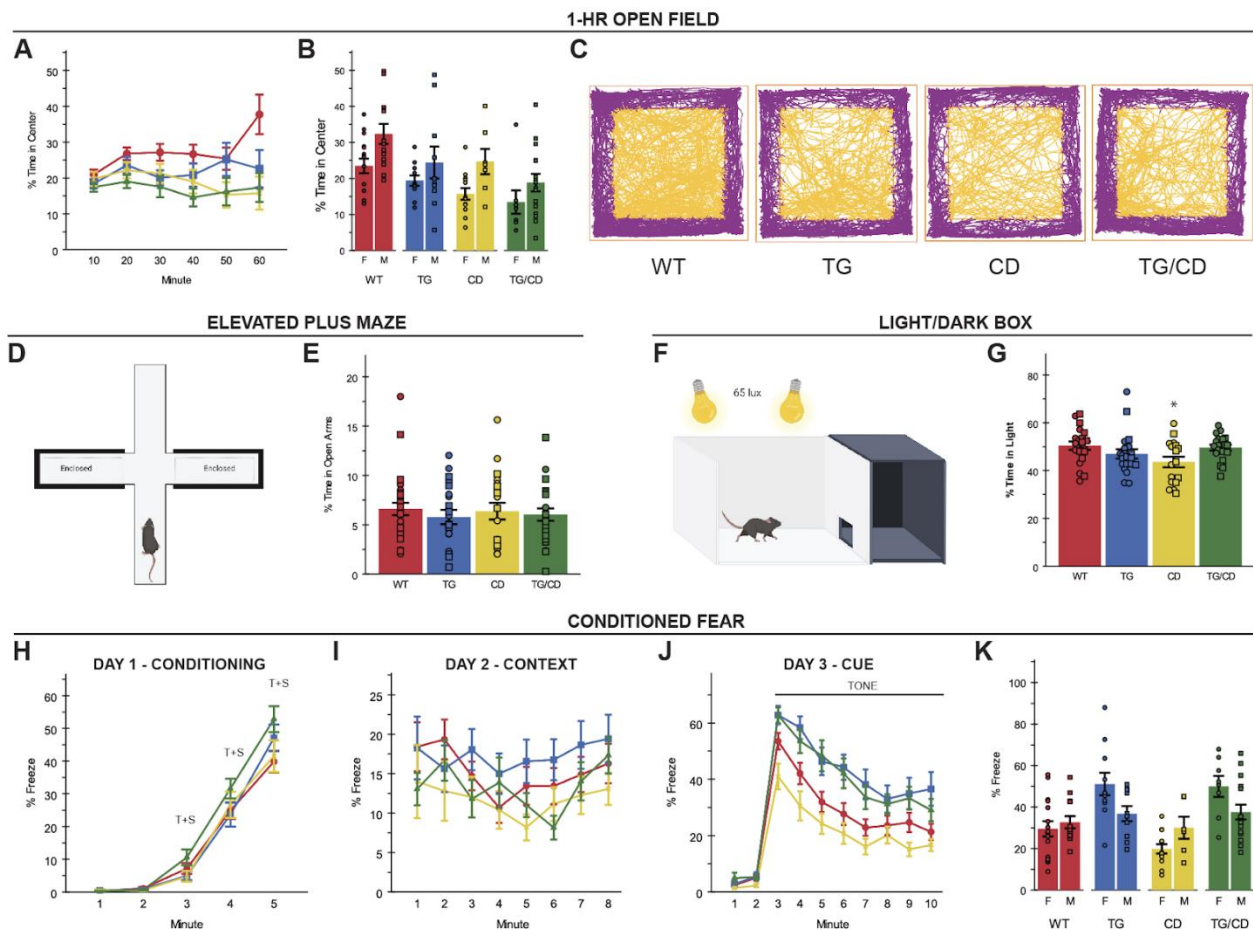 1-HR OPEN FIELD
A
% Time in Center
60
50
40
30
20
10
0
10 20 30 40 50 60
Minute
B
% Time in Center
50
40
30
20
10
0
F M F M F M F M
WT TG CD TG/CD
C
WT TG CD TG/CD
ELEVATED PLUS MAZE
D
Enclosed Enclosed
E
% Time in Open Arms
20
15
10
5
0
WT TG CD TG/CD
LIGHT/DARK BOX
F
65 lux
G
% Time in Light
80
60
40
20
0
*
WT TG CD TG/CD
CONDITIONED FEAR
H
DAY 1 - CONDITIONING
% Freeze
60
50
40
30
20
10
0
T+S
T+S
T+S
1 2 3 4 5
Minute
I
DAY 2 - CONTEXT
% Freeze
25
20
15
10
5
0
1 2 3 4 5 6 7 8
Minute
J
DAY 3 - CUE
TONE
% Freeze
60
40
20
0
1 2 3 4 5 6 7 8 9 10
Minute
K
% Freeze
100
80
60
40
20
0
F M F M F M F M
WT TG CD TG/CD